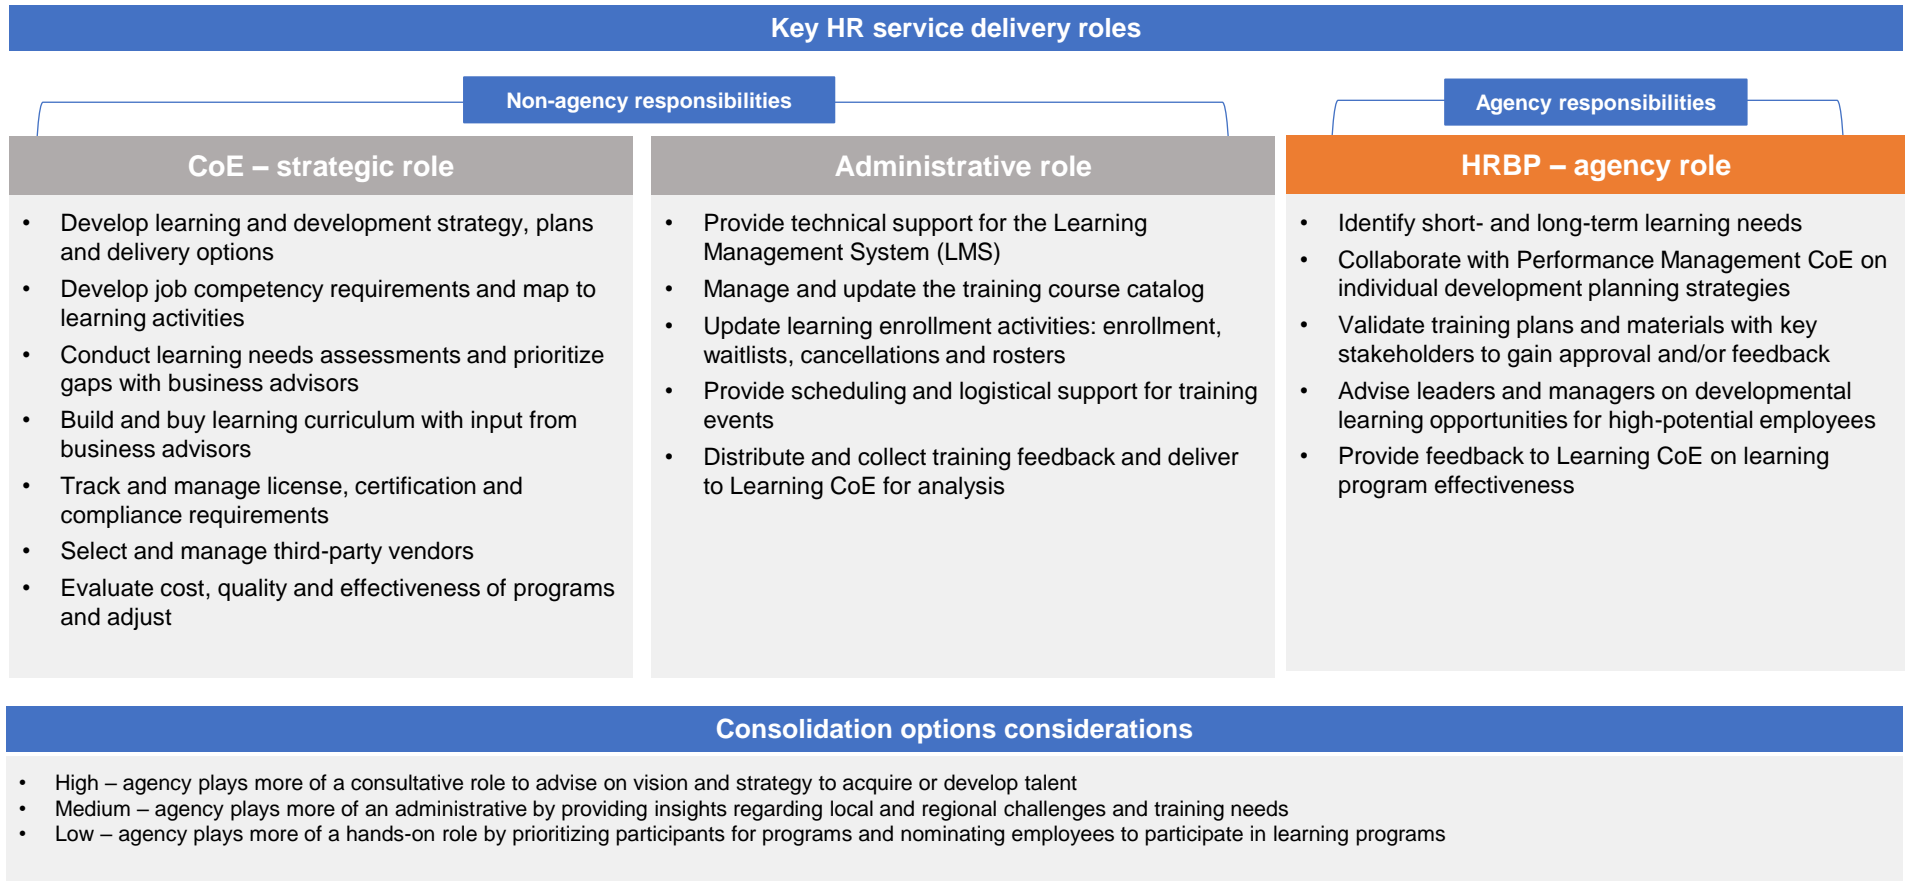 Key HR service delivery roles
Non-agency responsibilities
Agency responsibilities
CoE – strategic role
• Develop learning and development strategy, plans
and delivery options
• Develop job competency requirements and map to
learning activities
• Conduct learning needs assessments and prioritize
gaps with business advisors
• Build and buy learning curriculum with input from
business advisors
• Track and manage license, certification and
compliance requirements
• Select and manage third-party vendors
• Evaluate cost, quality and effectiveness of programs
and adjust
Administrative role
• Provide technical support for the Learning
Management System (LMS)
• Manage and update the training course catalog
• Update learning enrollment activities: enrollment,
waitlists, cancellations and rosters
• Provide scheduling and logistical support for training
events
• Distribute and collect training feedback and deliver
to Learning CoE for analysis
HRBP – agency role
• Identify short- and long-term learning needs
• Collaborate with Performance Management CoE on
individual development planning strategies
• Validate training plans and materials with key
stakeholders to gain approval and/or feedback
• Advise leaders and managers on developmental
learning opportunities for high-potential employees
• Provide feedback to Learning CoE on learning
program effectiveness
Consolidation options considerations
• High – agency plays more of a consultative role to advise on vision and strategy to acquire or develop talent
• Medium – agency plays more of an administrative by providing insights regarding local and regional challenges and training needs
• Low – agency plays more of a hands-on role by prioritizing participants for programs and nominating employees to participate in learning programs